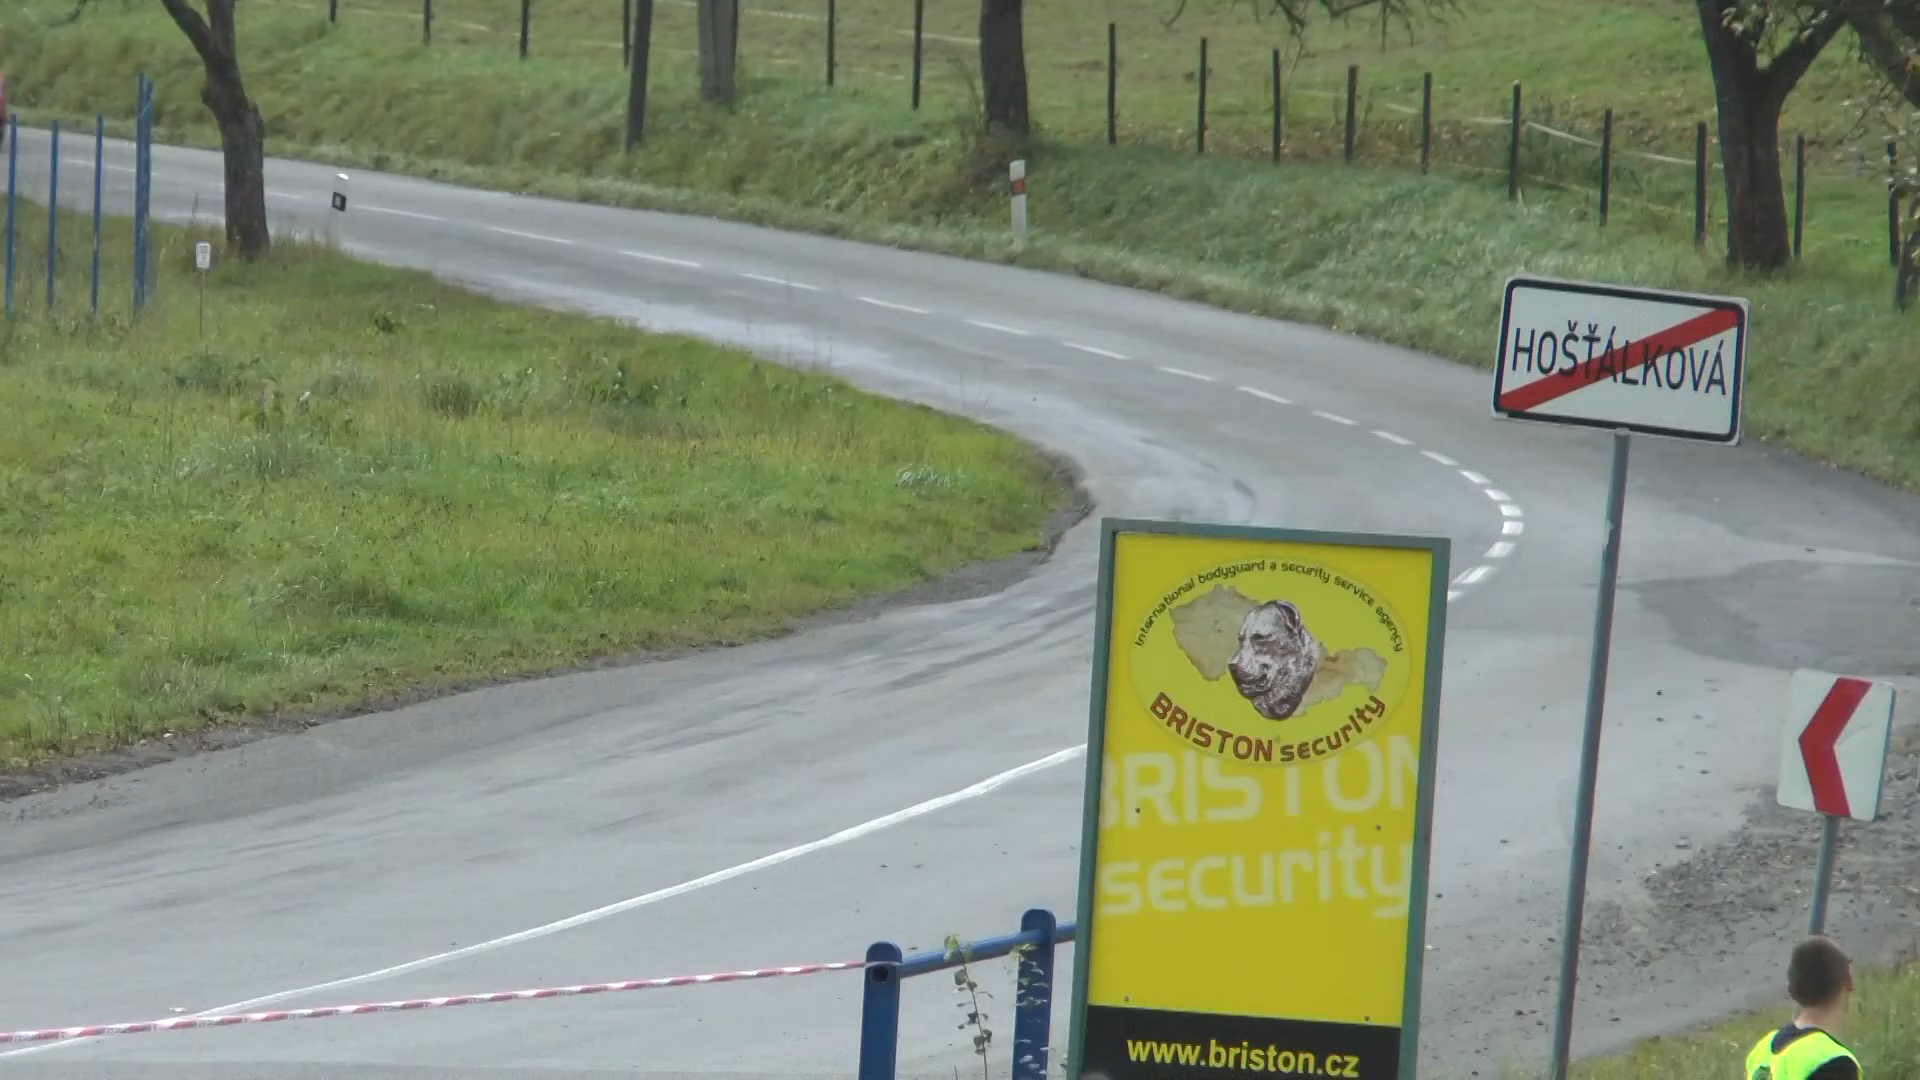 HOŠŤÁLKOVÁ
International bodyguard a security service agency
BRISTON security
BRISTON
security
www.briston.cz